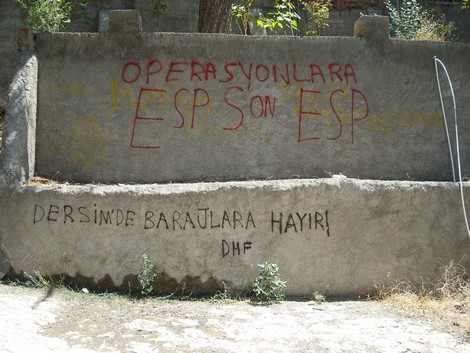 OPERASYONLARA
ESP SON ESP
DERSİM'DE BARAJLARA HAYIR!
DHF